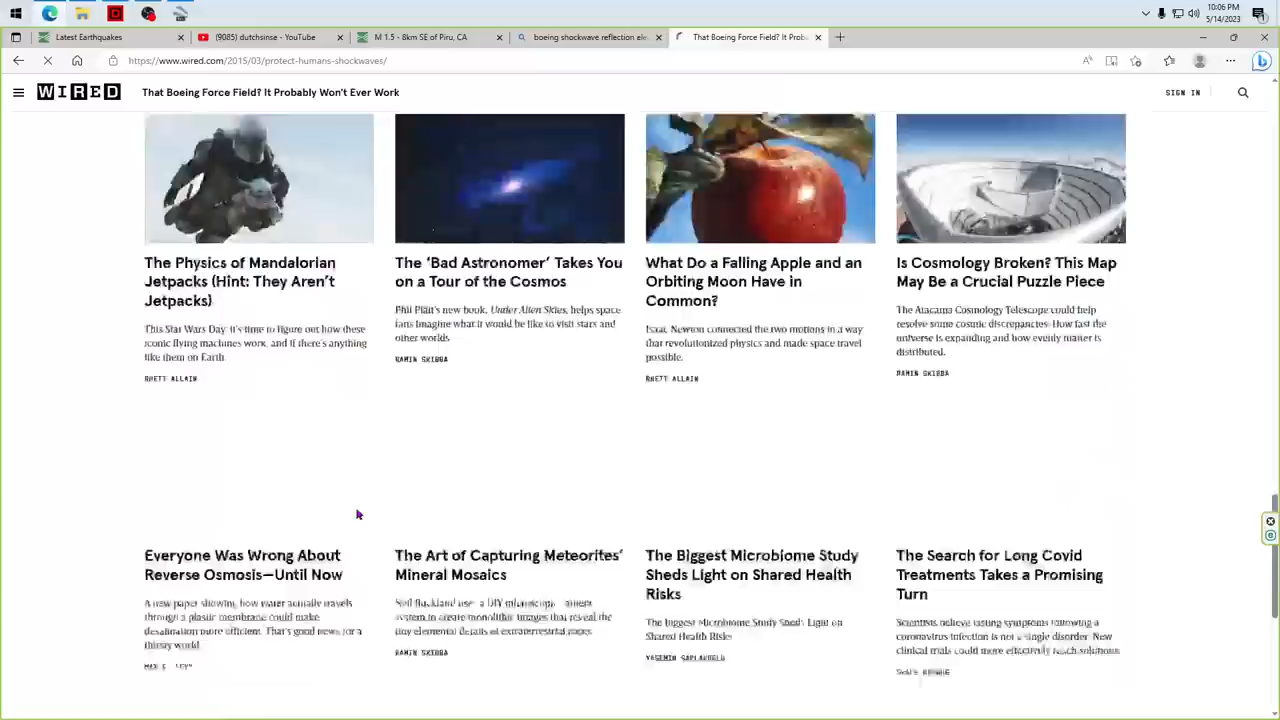 10:06 PM
5/14/2023
Latest Earthquakes
(9085) dutchsinse - YouTube
M 1.5 - 8km SE of Piru, CA
boeing shockwave reflection ele
That Boeing Force Field? It Prob
https://www.wired.com/2015/03/protect-humans-shockwaves/
WIRED
That Boeing Force Field? It Probably Won't Ever Work
SIGN IN
The Physics of Mandalorian
Jetpacks (Hint: They Aren't
Jetpacks)
This Star Wars Day it's time to figure out how these
iconic flying machines work, and if there's anything
like them on Earth.
RHETT ALLAIN
The 'Bad Astronomer' Takes You
on a Tour of the Cosmos
Phil Plait's new book, Under Alien Skies, helps space
fans imagine what it would be like to visit stars and
other worlds.
RAMIN SKIBBA
What Do a Falling Apple and an
Orbiting Moon Have in
Common?
Isaac Newton connected the two motions in a way
that revolutionized physics and made space travel
possible.
RHETT ALLAIN
Is Cosmology Broken? This Map
May Be a Crucial Puzzle Piece
The Atacama Cosmology Telescope could help
resolve some cosmic discrepancies: How fast the
universe is expanding and how evenly matter is
distributed.
RAMIN SKIBBA
Everyone Was Wrong About
Reverse Osmosis—Until Now
A new paper showing how water actually travels
through a plastic membrane could make
desalination more efficient. That's good news for a
thirsty world.
The Art of Capturing Meteorites'
Mineral Mosaics
system to create monolithic images that reveal the
tiny elemental details of extraterrestrial rocks.
RAMIN SKIBBA
The Biggest Microbiome Study
Sheds Light on Shared Health
Risks
The Biggest Microbiome Study Sheds Light on
Shared Health Risks
The Search for Long Covid
Treatments Takes a Promising
Turn
Scientists believe lasting symptoms following a
coronavirus infection is not a single disorder. New
clinical trials could more effectively reach solutions.